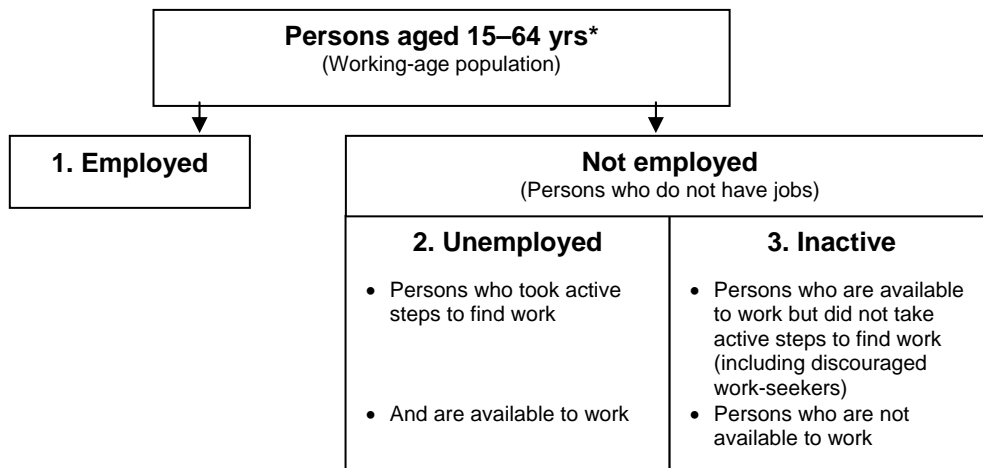 Persons aged 15–64 yrs*
(Working-age population)
1. Employed
Not employed
(Persons who do not have jobs)
2. Unemployed
• Persons who took active
steps to find work
• And are available to work
3. Inactive
• Persons who are available
to work but did not take
active steps to find work
(including discouraged
work-seekers)
• Persons who are not
available to work